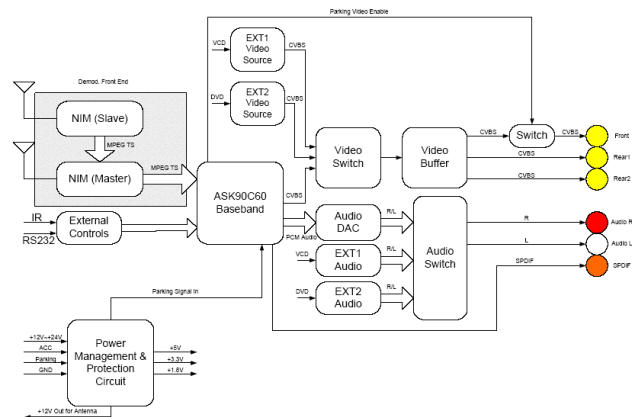 Parking Video Enable
VCD
EXT1
Video
Source
CVBS
Demod. Front End
DVD
EXT2
Video
Source
CVBS
NIM (Slave)
MPEG TS
NIM (Master)
MPEG TS
ASK90C60
Baseband
CVBS
Video
Switch
Video
Buffer
CVBS
Switch
CVBS
Front
CVBS
Rear1
CVBS
Rear2
IR
RS232
External
Controls
PCM Audio
Audio
DAC
R/L
VCD
EXT1
Audio
R/L
DVD
EXT2
Audio
R/L
Audio
Switch
R
Audio R
L
Audio L
SPDIF
SPDIF
Parking Signal In
+12V~+24V
ACC
Parking
GND
Power
Management &
Protection
Circuit
+5V
+3.3V
+1.8V
+12V Out for Antenna